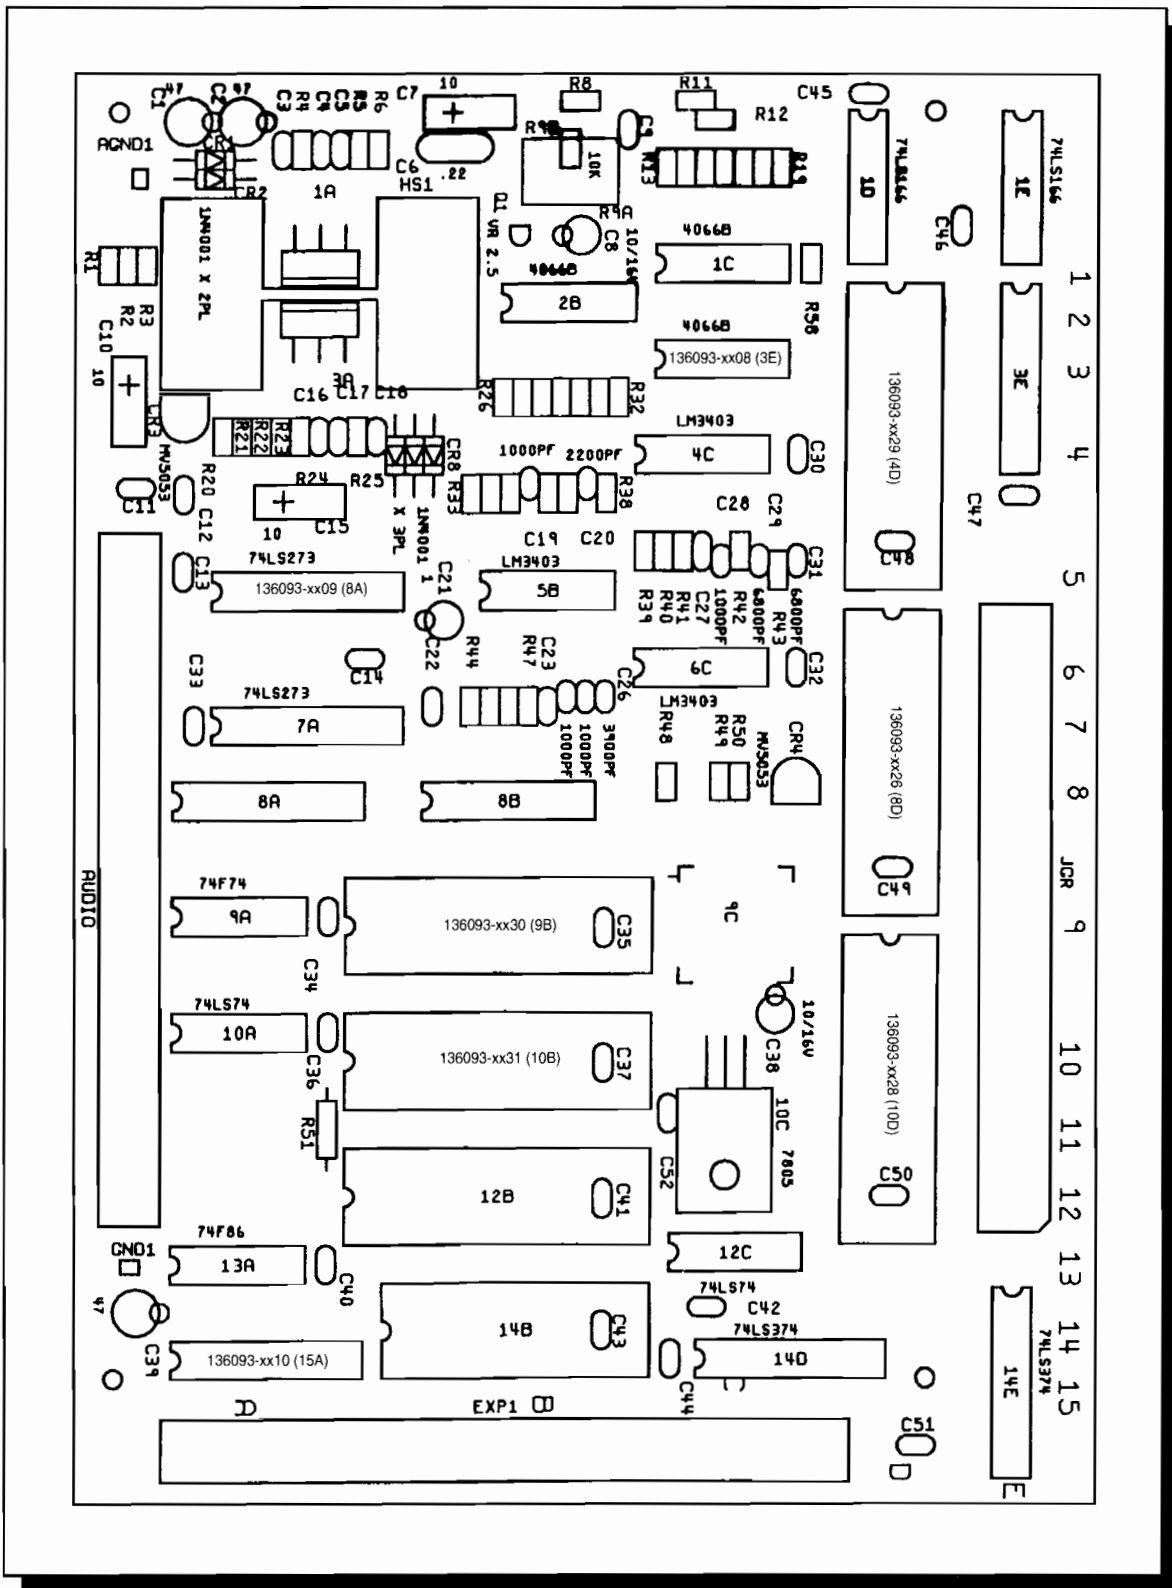 C1
47
C2
47
C3
R4
C4
C5
R5
R6
C7
10
R8
R11
R12
C45
AGND1
CR1
CR2
1A
C6
.22
HS1
10K
C9
R13
R19
1D
74LS166
1E
74LS166
C46
R1
R2
R3
1N4001 X 2PL
Q1
VR 2.5
R9A
C8
10/16V
4066B
1C
R58
4066B
2B
4066B
136093-xx08 (3E)
1
2
3
4
C10
10
3A
C16
C17
C18
R26
R32
136093-xx29 (4D)
3E
CR3
MV5053
R21
R22
R23
R24
R25
CR8
1N4001
X 3PL
LM3403
4C
C30
1000PF
2200PF
R33
R38
C11
R20
C12
10
C15
C19
C20
C28
C29
C31
C47
C48
C13
74LS273
136093-xx09 (8A)
C21
LM3403
5B
R39
R40
R41
C27
1000PF
R42
6800PF
R43
6800PF
5
6
7
8
C33
C14
C22
R44
R47
C23
C26
6C
LM3403
C32
74LS273
7A
1000PF
1000PF
3900PF
R48
R49
R50
MV5053
CR4
136093-xx26 (8D)
8A
8B
C49
JCR
AUDIO
74F74
9A
C34
136093-xx30 (9B)
C35
9C
9
74LS74
10A
C36
136093-xx31 (10B)
C37
10/16V
C38
136093-xx28 (10D)
10
11
12
13
14
15
R51
10C
7805
C52
C50
12B
C41
GND1
74F86
13A
C40
12C
74LS74
C42
47
C39
136093-xx10 (15A)
14B
C43
74LS374
14D
C44
14E
74LS374
A
EXP1
B
C
C51
D
E